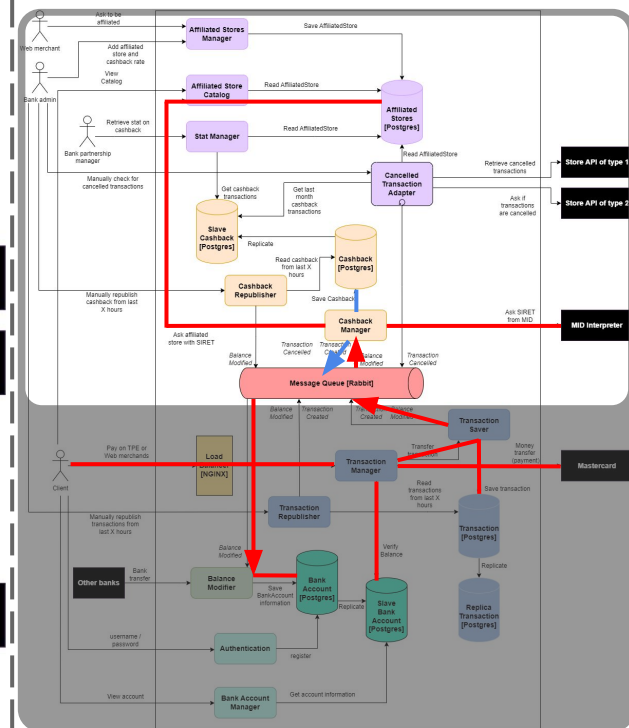 Ask to be
affiliated
Web merchant
Affiliated Stores
Manager
Save AffiliatedStore
Add affiliated
store and
cashback rate
View
Catalog
Bank admin
Affiliated Store
Catalog
Read AffiliatedStore
Affiliated
Stores
[Postgres]
Retrieve stat on
cashback
Bank partnership
manager
Stat Manager
Read AffiliatedStore
Read AffiliatedStore
Manually check for
cancelled transactions
Cancelled
Transaction
Adapter
Retrieve cancelled
transactions
Store API of type 1
Ask if
transactions
are cancelled
Store API of type 2
Get cashback
transactions
Get last
month
cashback
transactions
Slave
Cashback
[Postgres]
Replicate
Cashback
[Postgres]
Read cashback
from last X
hours
Manually republish
cashback from last
X hours
Cashback
Republisher
Save Cashback
Cashback
Manager
Ask SIRET
from MID
MID Interpreter
Ask affiliated
store with SIRET
Balance
Modified
Transaction
Cancelled
Transaction
Created
Balance
Modified
Transaction
Cancelled
Message Queue [Rabbit]
Balance
Modified
Transaction
Created
Transaction
Created
Balance
Modified
Transaction
Saver
Pay on TPE or
Web merchands
Client
Load
Balancer
[NGINX]
Transaction
Manager
Transfer
transaction
Money
transfer
(payment)
Mastercard
Read
transactions
from last X
hours
Save transaction
Manually republish
transactions from
last X hours
Transaction
Republisher
Transaction
[Postgres]
Balance
Modified
Verify
Balance
Replicate
Other banks
Bank
transfer
Balance
Modifier
Save
BankAccount
information
Bank
Account
[Postgres]
Replicate
Slave
Bank
Account
[Postgres]
Replica
Transaction
[Postgres]
username /
password
Authentication
register
View account
Bank Account
Manager
Get account information